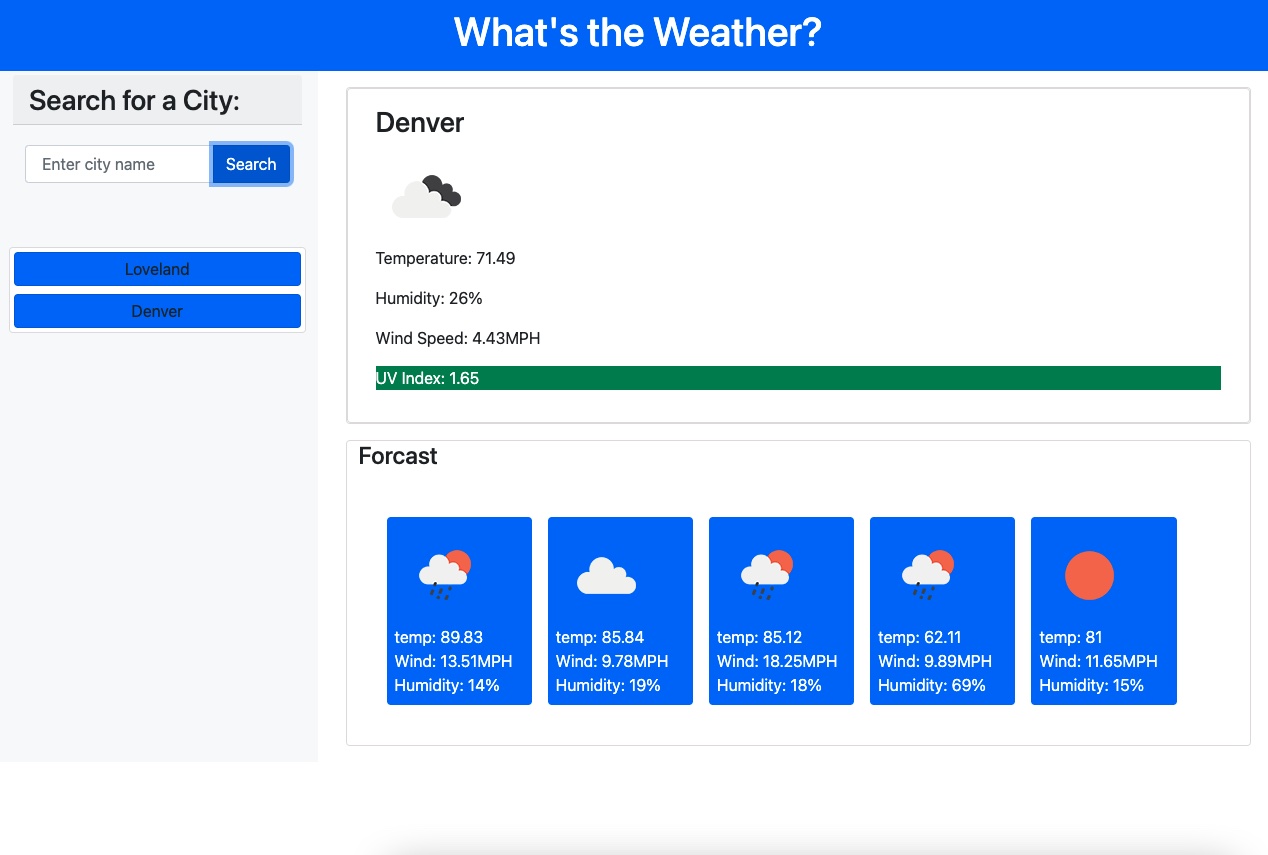 What's the Weather?
Search for a City:
Enter city name
Search
Loveland
Denver
Denver
Temperature: 71.49
Humidity: 26%
Wind Speed: 4.43MPH
UV Index: 1.65
Forcast
temp: 89.83
Wind: 13.51MPH
Humidity: 14%
temp: 85.84
Wind: 9.78MPH
Humidity: 19%
temp: 85.12
Wind: 18.25MPH
Humidity: 18%
temp: 62.11
Wind: 9.89MPH
Humidity: 69%
temp: 81
Wind: 11.65MPH
Humidity: 15%